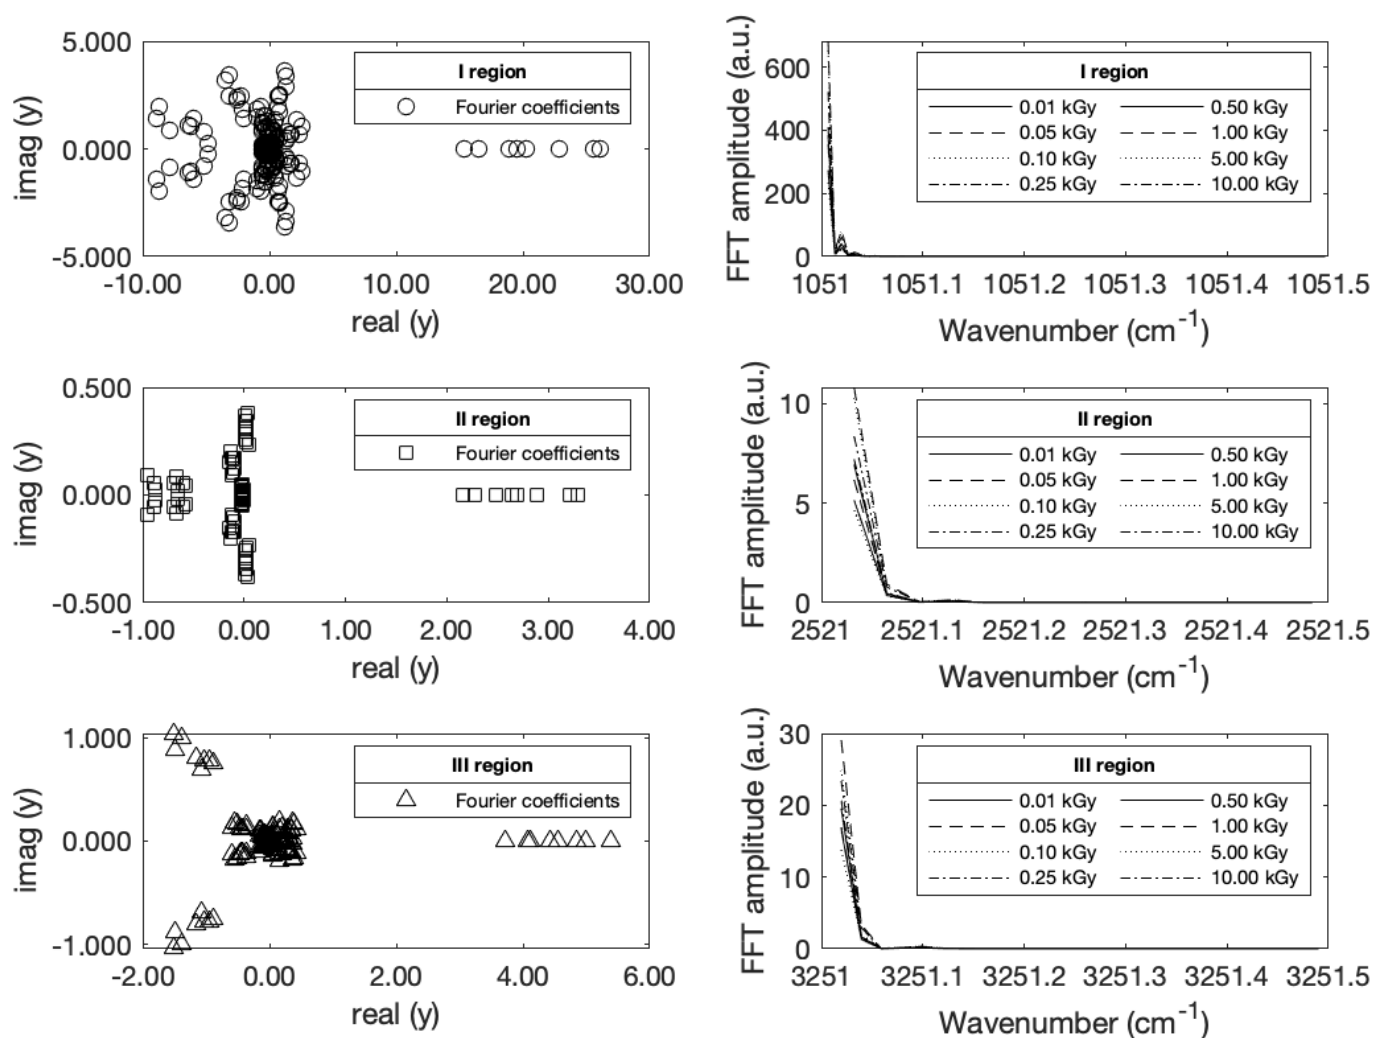 5.000
0.000
-5.000
imag (y)
-10.00 0.00 10.00 20.00 30.00
real (y)
I region
Fourier coefficients
600
400
200
0
FFT amplitude (a.u.)
1051 1051.1 1051.2 1051.3 1051.4 1051.5
Wavenumber (cm-1)
I region
0.01 kGy 0.50 kGy
0.05 kGy 1.00 kGy
0.10 kGy 5.00 kGy
0.25 kGy 10.00 kGy
0.500
0.000
-0.500
imag (y)
-1.00 0.00 1.00 2.00 3.00 4.00
real (y)
II region
Fourier coefficients
10
5
0
FFT amplitude (a.u.)
2521 2521.1 2521.2 2521.3 2521.4 2521.5
Wavenumber (cm-1)
II region
0.01 kGy 0.50 kGy
0.05 kGy 1.00 kGy
0.10 kGy 5.00 kGy
0.25 kGy 10.00 kGy
1.000
0.000
-1.000
imag (y)
-2.00 0.00 2.00 4.00 6.00
real (y)
III region
Fourier coefficients
30
20
10
0
FFT amplitude (a.u.)
3251 3251.1 3251.2 3251.3 3251.4 3251.5
Wavenumber (cm-1)
III region
0.01 kGy 0.50 kGy
0.05 kGy 1.00 kGy
0.10 kGy 5.00 kGy
0.25 kGy 10.00 kGy